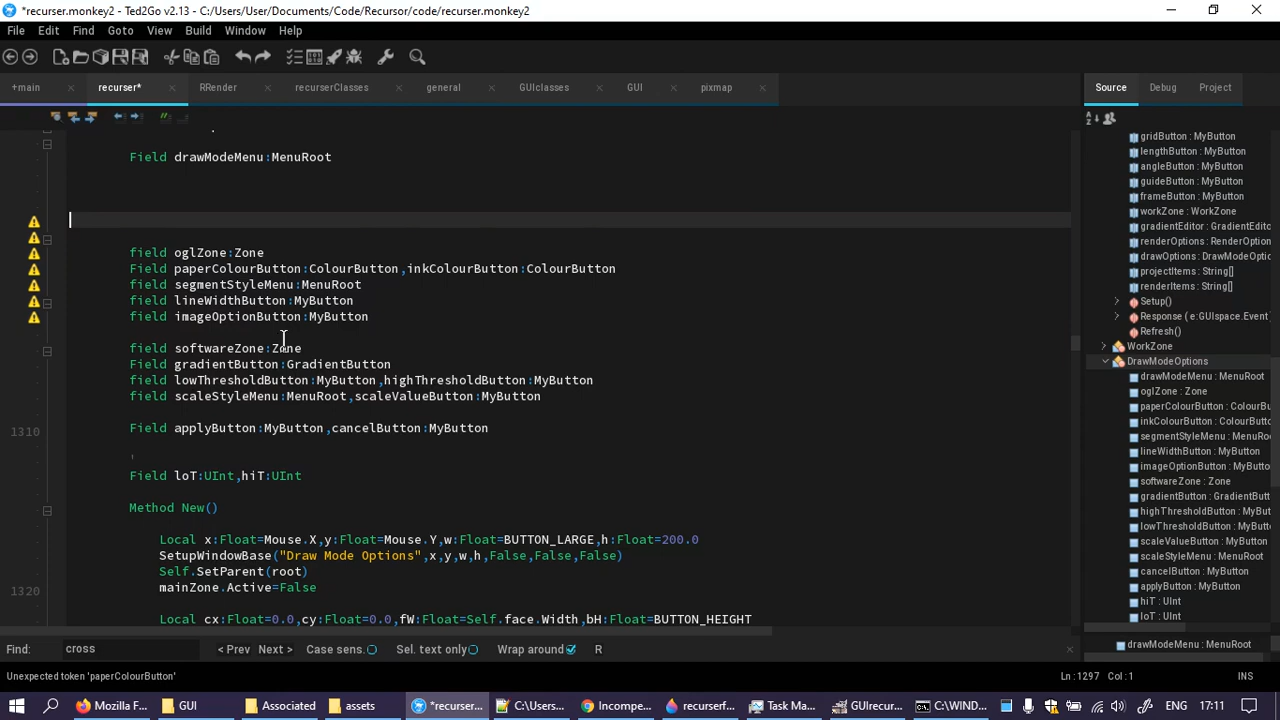 *recurser.monkey2 - Ted2Go v2.13 - C:/Users/User/Documents/Code/Recursor/code/recurser.monkey2
File Edit Find Goto View Build Window Help
+main recurser* RRender recurserClasses general GUIclasses GUI pixmap
Source Debug Project
Field drawModeMenu:MenuRoot
field oglZone:Zone
Field paperColourButton:ColourButton,inkColourButton:ColourButton
field segmentStyleMenu:MenuRoot
field lineWidthButton:MyButton
field imageOptionButton:MyButton
field softwareZone:Zone
Field gradientButton:GradientButton
field lowThresholdButton:MyButton,highThresholdButton:MyButton
field scaleStyleMenu:MenuRoot,scaleValueButton:MyButton
1310 Field applyButton:MyButton,cancelButton:MyButton
'
Field loT:UInt,hiT:UInt
Method New()
Local x:Float=Mouse.X,y:Float=Mouse.Y,w:Float=BUTTON_LARGE,h:Float=200.0
SetupWindowBase("Draw Mode Options",x,y,w,h,False,False,False)
Self.SetParent(root)
1320 mainZone.Active=False
Local cx:Float=0.0,cy:Float=0.0,fW:Float=Self.face.Width,bH:Float=BUTTON_HEIGHT
gridButton : MyButton
lengthButton : MyButton
angleButton : MyButton
guideButton : MyButton
frameButton : MyButton
workZone : WorkZone
gradientEditor : GradientEdi
renderOptions : RenderOption
drawOptions : DrawModeOptio
projectItems : String[]
renderItems : String[]
Setup()
Response ( e:GUIspace.Event
Refresh()
WorkZone
DrawModeOptions
drawModeMenu : MenuRoot
oglZone : Zone
paperColourButton : ColourBu
inkColourButton : ColourButto
segmentStyleMenu : MenuRo
lineWidthButton : MyButton
imageOptionButton : MyButto
softwareZone : Zone
gradientButton : GradientBut
highThresholdButton : MyBut
lowThresholdButton : MyButt
scaleValueButton : MyButton
scaleStyleMenu : MenuRoot
cancelButton : MyButton
applyButton : MyButton
hiT : UInt
loT : UInt
drawModeMenu : MenuRoot
Find: cross < Prev Next > Case sens. Sel. text only Wrap around R
Unexpected token 'paperColourButton' Ln : 1297 Col : 1 INS
Mozilla F... GUI Associated assets *recurser.m... C:\Users... Incompe... recurserf... Task Ma... GUIrecur... C:\WIND... ENG 17:11